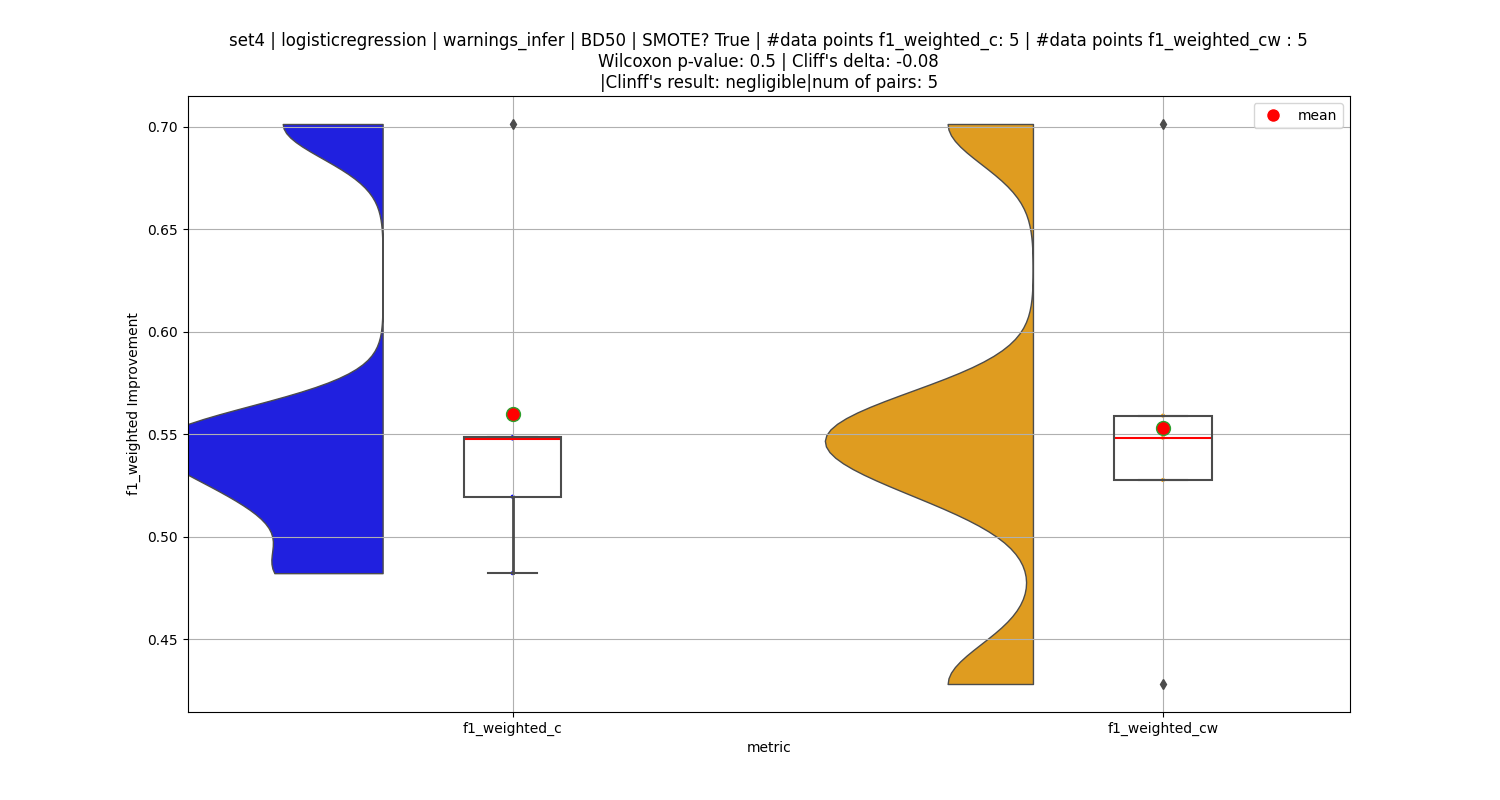 set4 | logisticregression | warnings_infer | BD50 | SMOTE? True | #data points f1_weighted_c: 5 | #data points f1_weighted_cw : 5
Wilcoxon p-value: 0.5 | Cliff's delta: -0.08
|Clinff's result: negligible|num of pairs: 5
mean
0.70
0.65
0.60
0.55
0.50
0.45
f1_weighted Improvement
f1_weighted_c
f1_weighted_cw
metric